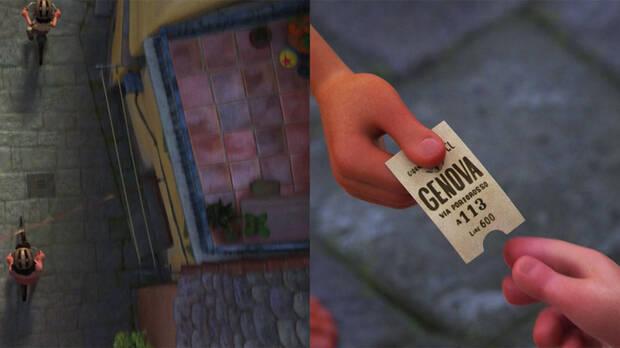 GENOVA
VIA PORTOROSSO
A113
LIRE 600